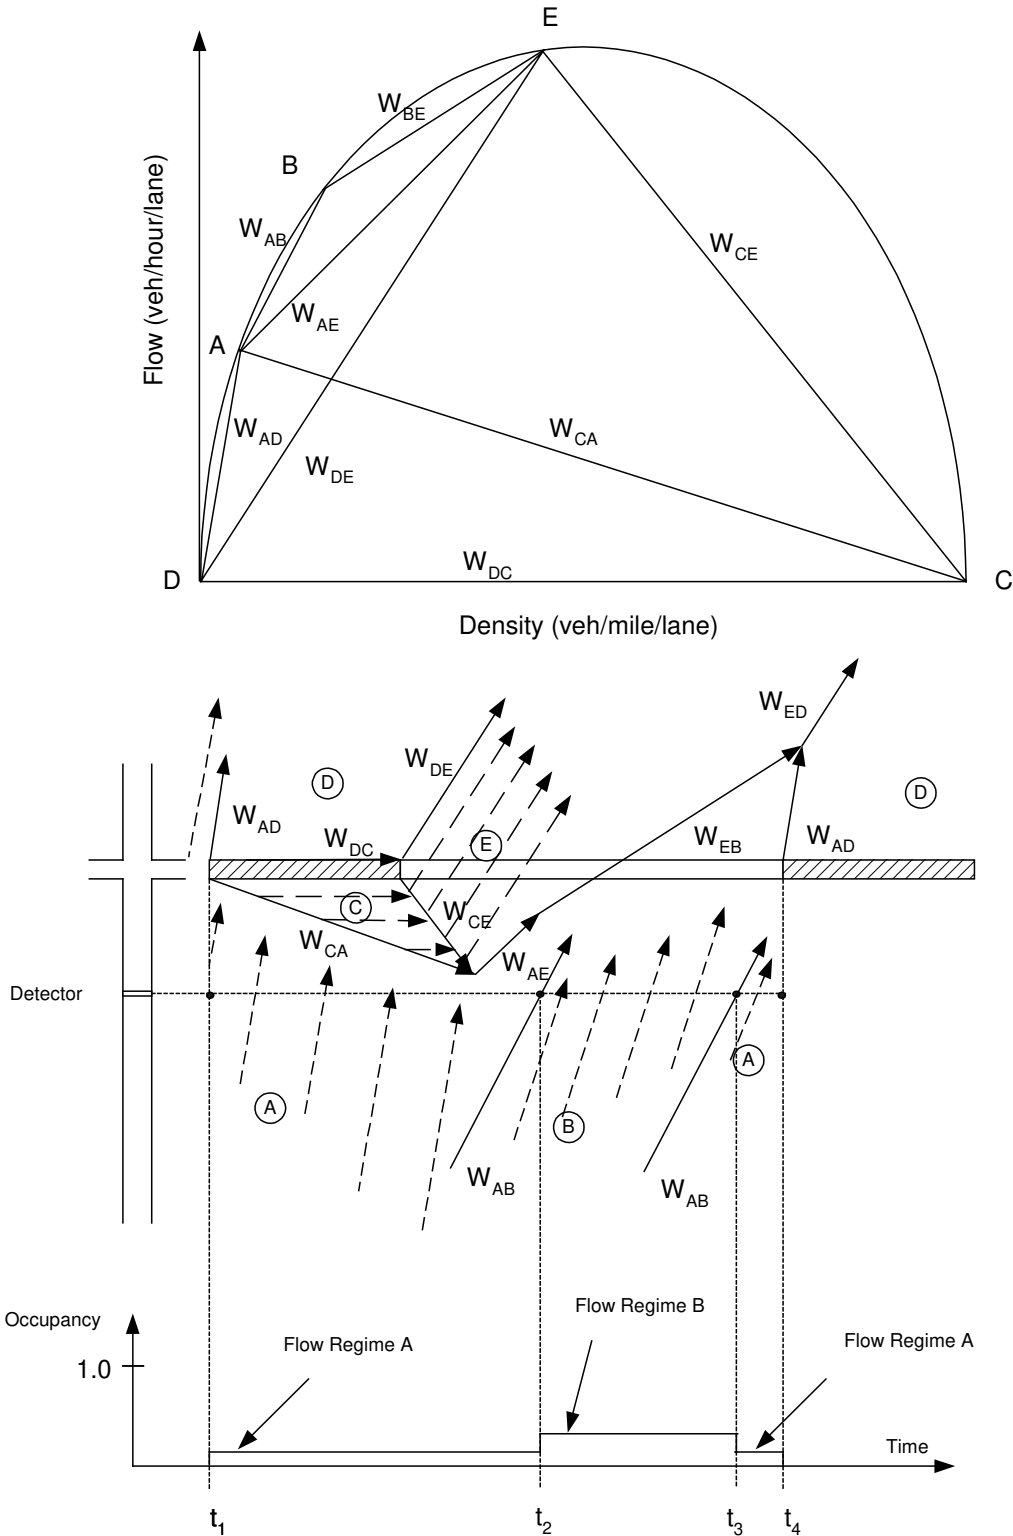 E
W_BE
B
W_AB
W_CE
W_AE
A
W_AD
W_CA
W_DE
W_DC
D
C
Flow (veh/hour/lane)
Density (veh/mile/lane)
W_ED
W_DE
D
D
W_AD
W_DC
E
W_EB
W_AD
C
W_CE
W_CA
W_AE
Detector
A
A
B
W_AB
W_AB
Occupancy
Flow Regime B
Flow Regime A
Flow Regime A
1.0
Time
t_1
t_2
t_3
t_4